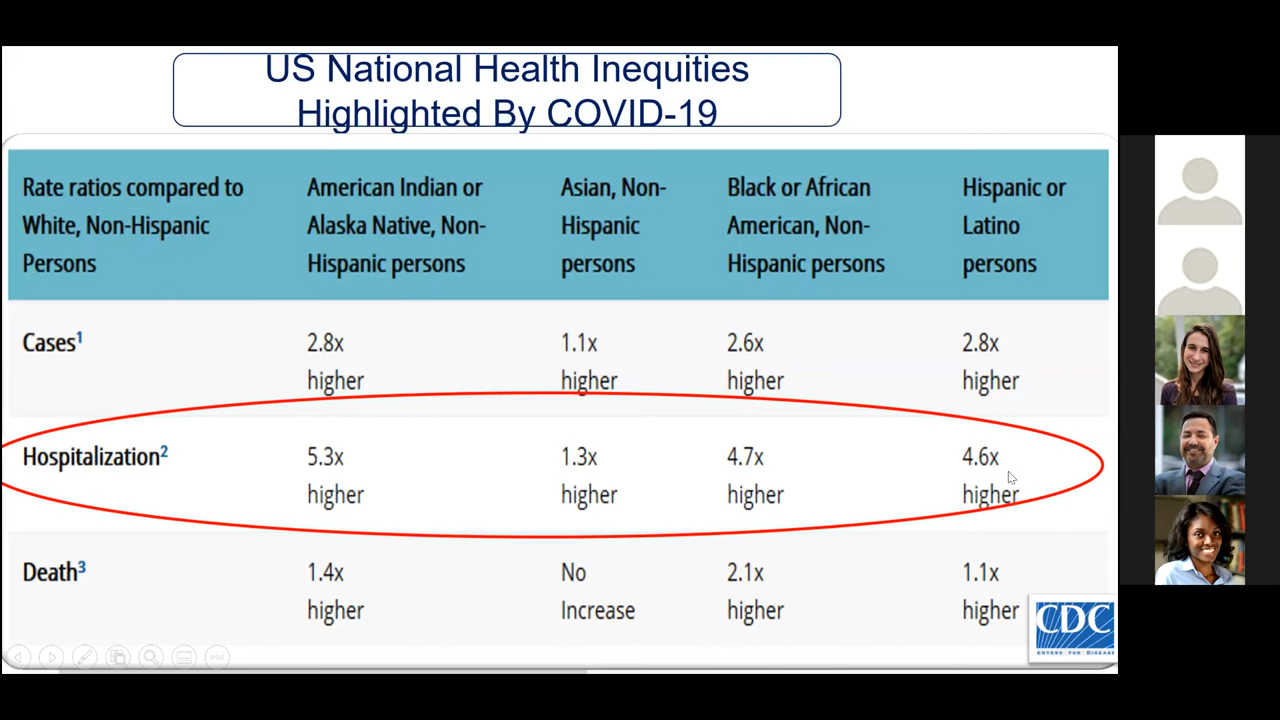 US National Health Inequities
Highlighted By COVID-19
Rate ratios compared to
White, Non-Hispanic
Persons
American Indian or
Alaska Native, Non-
Hispanic persons
Asian, Non-
Hispanic
persons
Black or African
American, Non-
Hispanic persons
Hispanic or
Latino
persons
Cases1
2.8x
higher
1.1x
higher
2.6x
higher
2.8x
higher
Hospitalization2
5.3x
higher
1.3x
higher
4.7x
higher
4.6x
higher
Death3
1.4x
higher
No
Increase
2.1x
higher
1.1x
higher
CDC
ENTERS FOR DISEASE